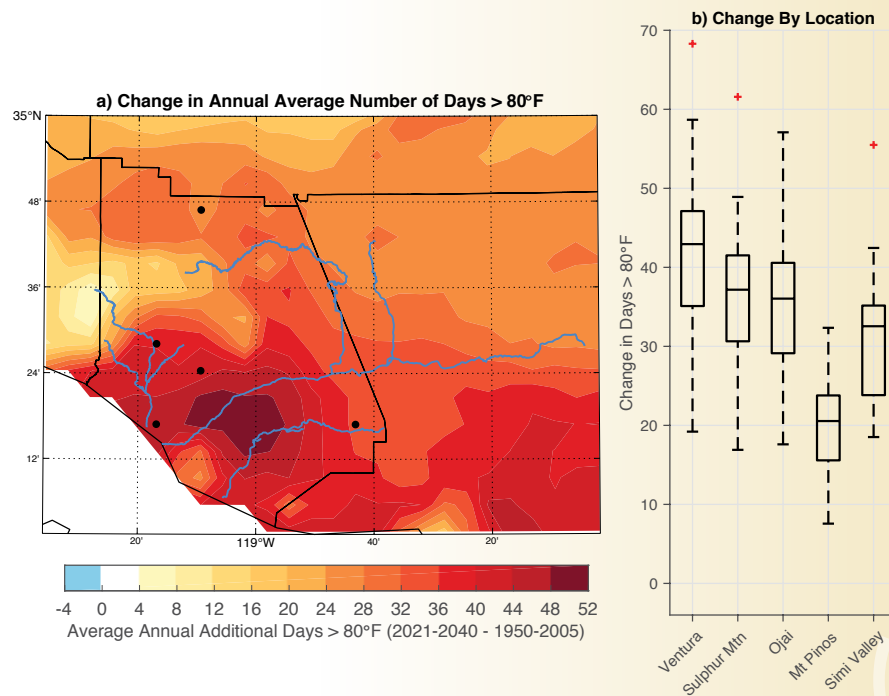 b) Change By Location
a) Change in Annual Average Number of Days > 80°F
35°N
48'
36'
24'
12'
20'
119°W
40'
20'
-4 0 4 8 12 16 20 24 28 32 36 40 44 48 52
Average Annual Additional Days > 80°F (2021-2040 - 1950-2005)
Change in Days > 80°F
70
60
50
40
30
20
10
0
Ventura
Sulphur Mtn
Ojai
Mt Pinos
Simi Valley